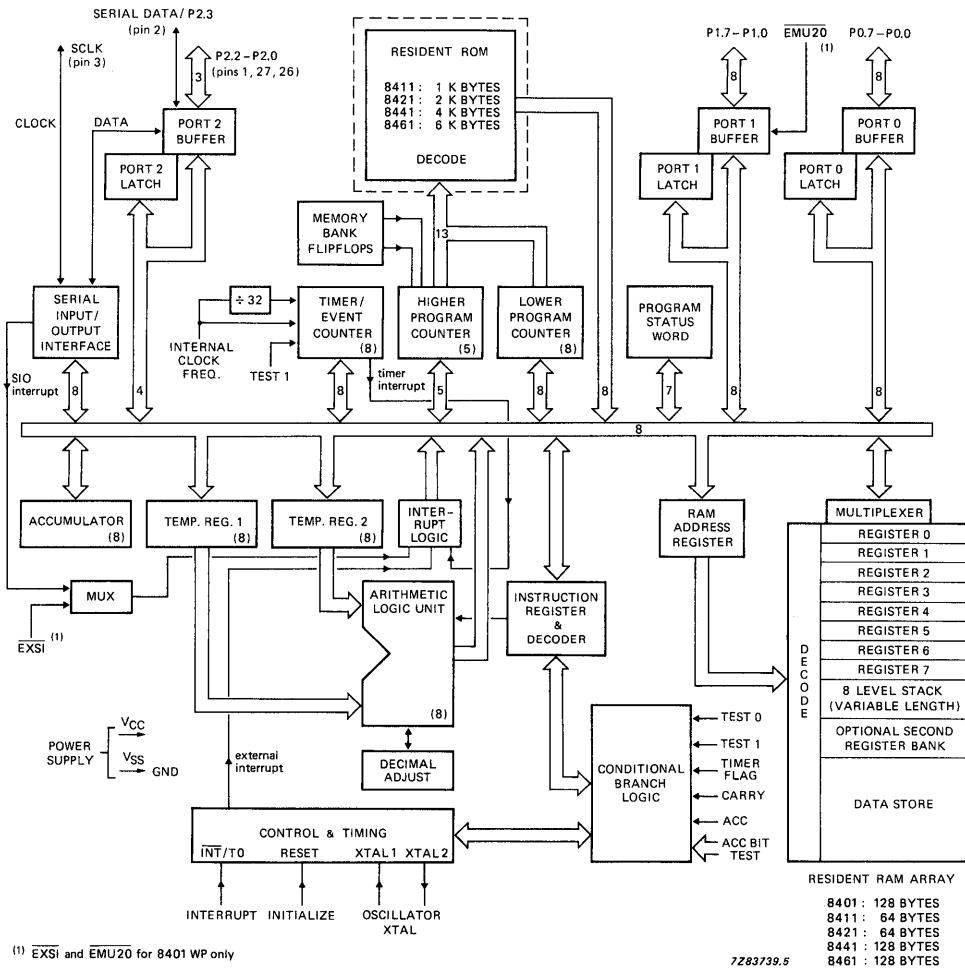 SERIAL DATA/ P2.3
(pin 2)
SCLK
(pin 3)
P2.2–P2.0
(pins 1, 27, 26)
3
CLOCK
DATA
PORT 2
BUFFER
PORT 2
LATCH
RESIDENT ROM
8411: 1 K BYTES
8421: 2 K BYTES
8441: 4 K BYTES
8461: 6 K BYTES
DECODE
P1.7–P1.0
EMU20
(1)
P0.7–P0.0
8
8
PORT 1
BUFFER
PORT 1
LATCH
PORT 0
BUFFER
PORT 0
LATCH
MEMORY
BANK
FLIPFLOPS
13
SERIAL
INPUT/
OUTPUT
INTERFACE
÷ 32
INTERNAL
CLOCK
FREQ.
TEST 1
TIMER/
EVENT
COUNTER
(8)
HIGHER
PROGRAM
COUNTER
(5)
LOWER
PROGRAM
COUNTER
(8)
PROGRAM
STATUS
WORD
SIO
interrupt
timer
interrupt
8
4
8
5
8
8
7
8
8
8
ACCUMULATOR
(8)
TEMP. REG. 1
(8)
TEMP. REG. 2
(8)
INTER–
RUPT
LOGIC
RAM
ADDRESS
REGISTER
MULTIPLEXER
MUX
EXSI (1)
ARITHMETIC
LOGIC UNIT
(8)
INSTRUCTION
REGISTER
&
DECODER
DECODE
REGISTER 0
REGISTER 1
REGISTER 2
REGISTER 3
REGISTER 4
REGISTER 5
REGISTER 6
REGISTER 7
8 LEVEL STACK
(VARIABLE LENGTH)
OPTIONAL SECOND
REGISTER BANK
DATA STORE
POWER
SUPPLY
VCC
VSS
GND
external
interrupt
DECIMAL
ADJUST
CONDITIONAL
BRANCH
LOGIC
TEST 0
TEST 1
TIMER
FLAG
CARRY
ACC
ACC BIT
TEST
CONTROL & TIMING
INT/T0 RESET XTAL1 XTAL2
INTERRUPT INITIALIZE OSCILLATOR
XTAL
RESIDENT RAM ARRAY
8401: 128 BYTES
8411: 64 BYTES
8421: 64 BYTES
8441: 128 BYTES
8461: 128 BYTES
(1) EXSI and EMU20 for 8401 WP only
7Z83739.5